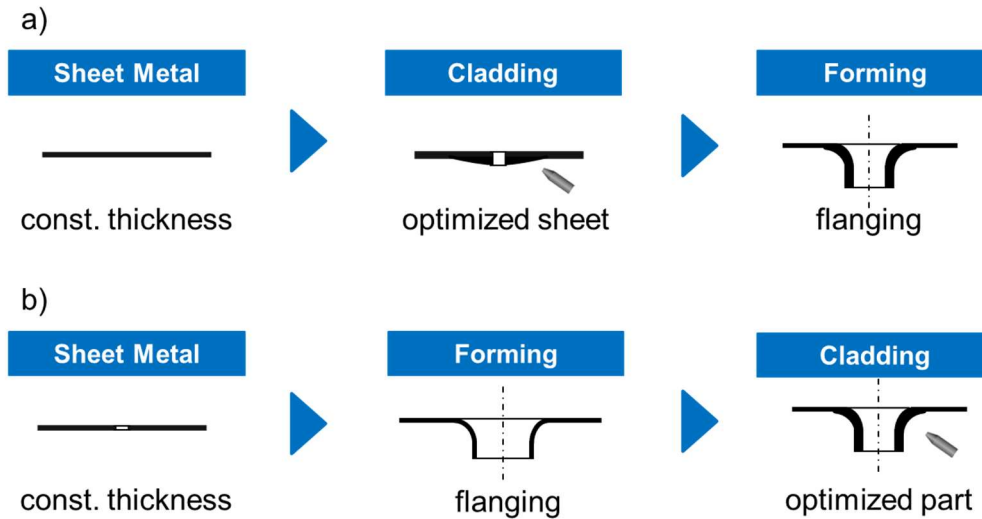 a)
Sheet Metal
Cladding
Forming
const. thickness
optimized sheet
flanging
b)
Sheet Metal
Forming
Cladding
const. thickness
flanging
optimized part